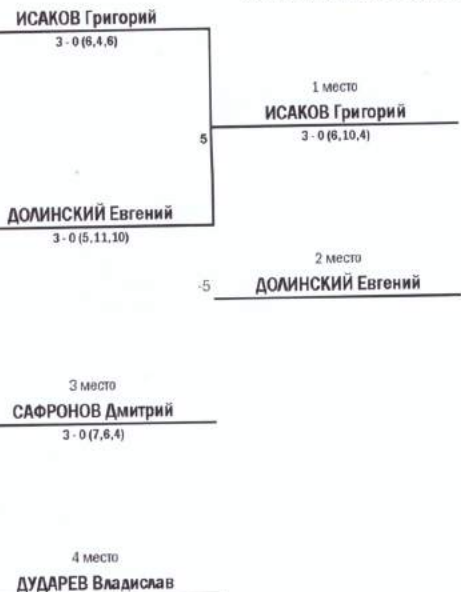 ИСАКОВ Григорий
3 - 0 (6,4,6)
1 место
ИСАКОВ Григорий
3 - 0 (6,10,4)
5
ДОЛИНСКИЙ Евгений
3 - 0 (5,11,10)
2 место
-5 ДОЛИНСКИЙ Евгений
3 место
САФРОНОВ Дмитрий
3 - 0 (7,6,4)
4 место
ДУДАРЕВ Владислав